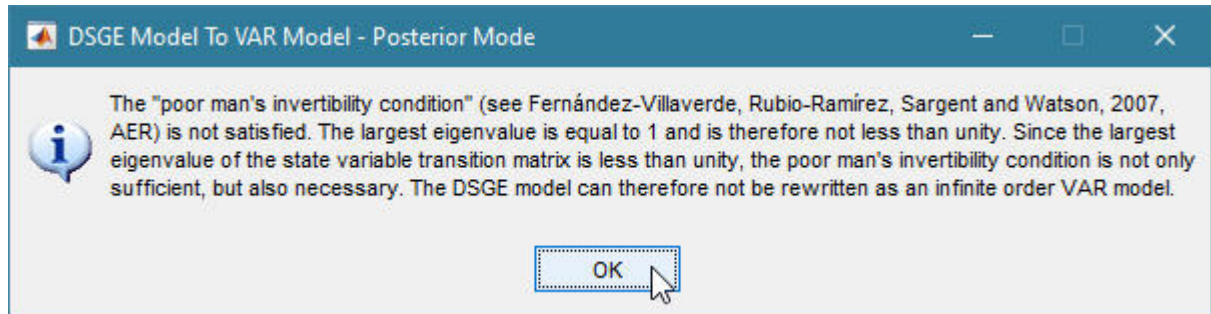 DSGE Model To VAR Model - Posterior Mode
The "poor man's invertibility condition" (see Fernández-Villaverde, Rubio-Ramírez, Sargent and Watson, 2007,
AER) is not satisfied. The largest eigenvalue is equal to 1 and is therefore not less than unity. Since the largest
eigenvalue of the state variable transition matrix is less than unity, the poor man's invertibility condition is not only
sufficient, but also necessary. The DSGE model can therefore not be rewritten as an infinite order VAR model.
OK